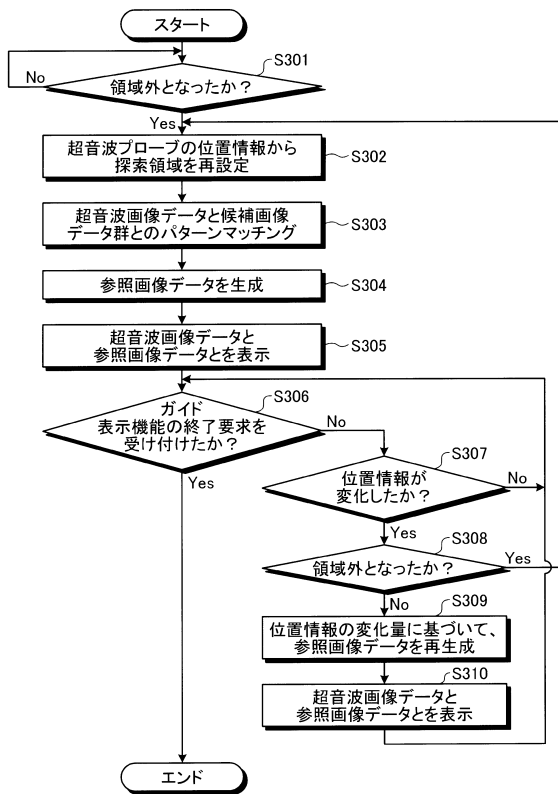 スタート
S301
領域外となったか？
No
Yes
超音波プローブの位置情報から
探索領域を再設定
S302
超音波画像データと候補画像
データ群とのパターンマッチング
S303
参照画像データを生成
S304
超音波画像データと
参照画像データとを表示
S305
S306
ガイド
表示機能の終了要求を
受け付けたか？
No
Yes
S307
位置情報が
変化したか？
No
Yes
S308
領域外となったか？
Yes
No
S309
位置情報の変化量に基づいて、
参照画像データを再生成
S310
超音波画像データと
参照画像データとを表示
エンド